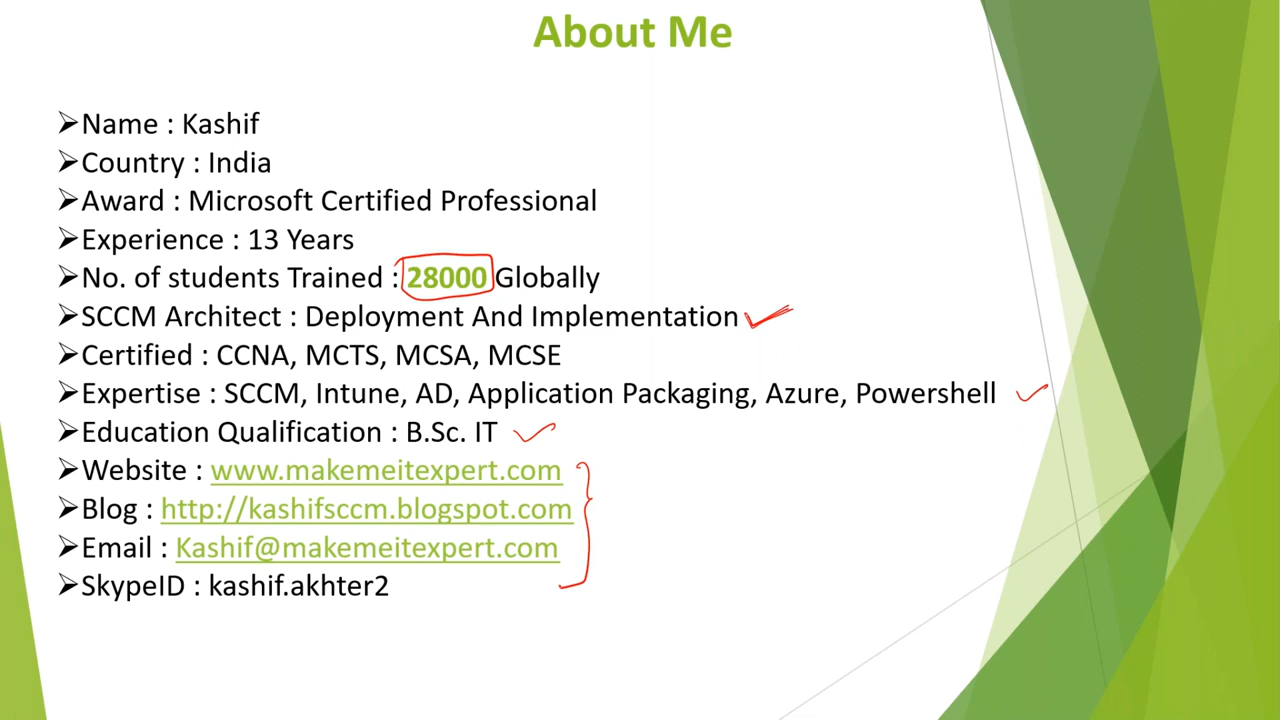 About Me
➢Name : Kashif
➢Country : India
➢Award : Microsoft Certified Professional
➢Experience : 13 Years
➢No. of students Trained : 28000 Globally
➢SCCM Architect : Deployment And Implementation
➢Certified : CCNA, MCTS, MCSA, MCSE
➢Expertise : SCCM, Intune, AD, Application Packaging, Azure, Powershell
➢Education Qualification : B.Sc. IT
➢Website : www.makemeitexpert.com
➢Blog : http://kashifsccm.blogspot.com
➢Email : Kashif@makemeitexpert.com
➢SkypeID : kashif.akhter2